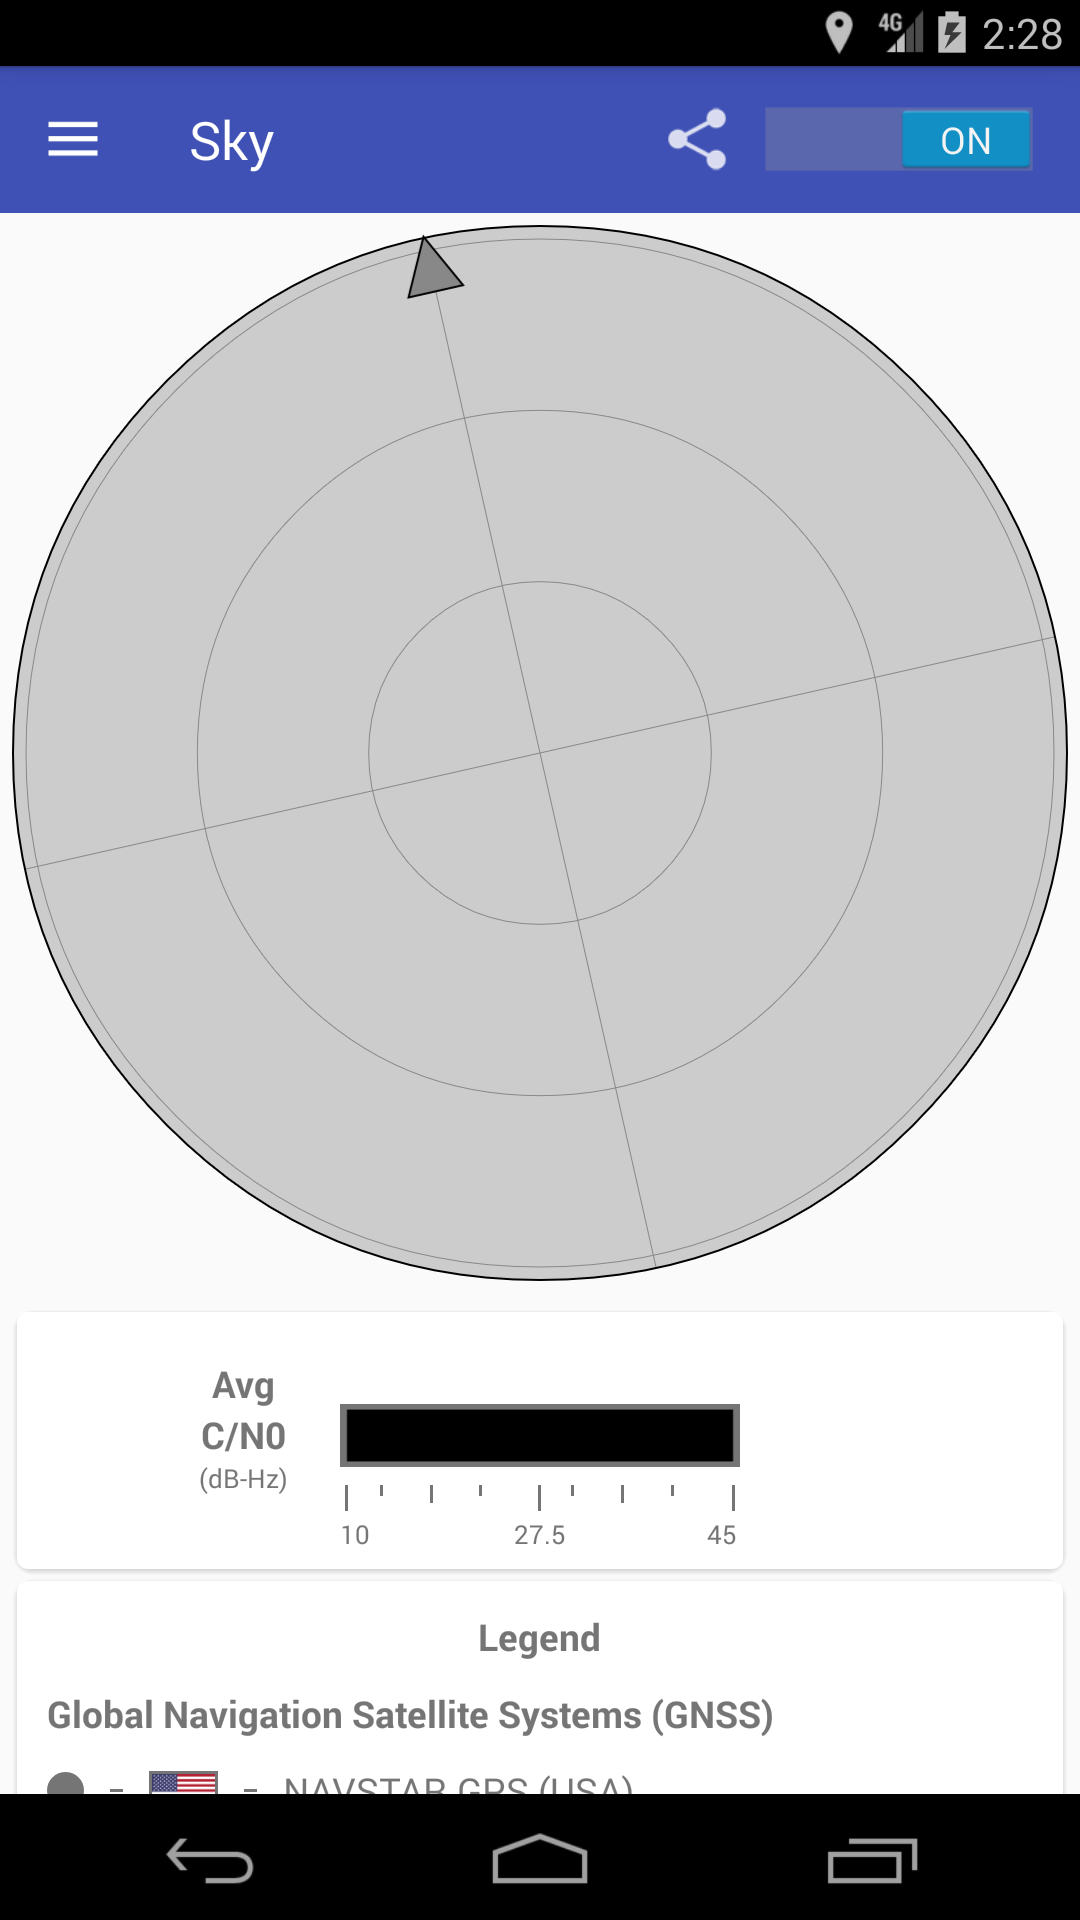 4G 2:28
Sky ON
Avg
C/N0
(dB-Hz)
10 27.5 45
Legend
Global Navigation Satellite Systems (GNSS)
- - NAVSTAR GPS (USA)